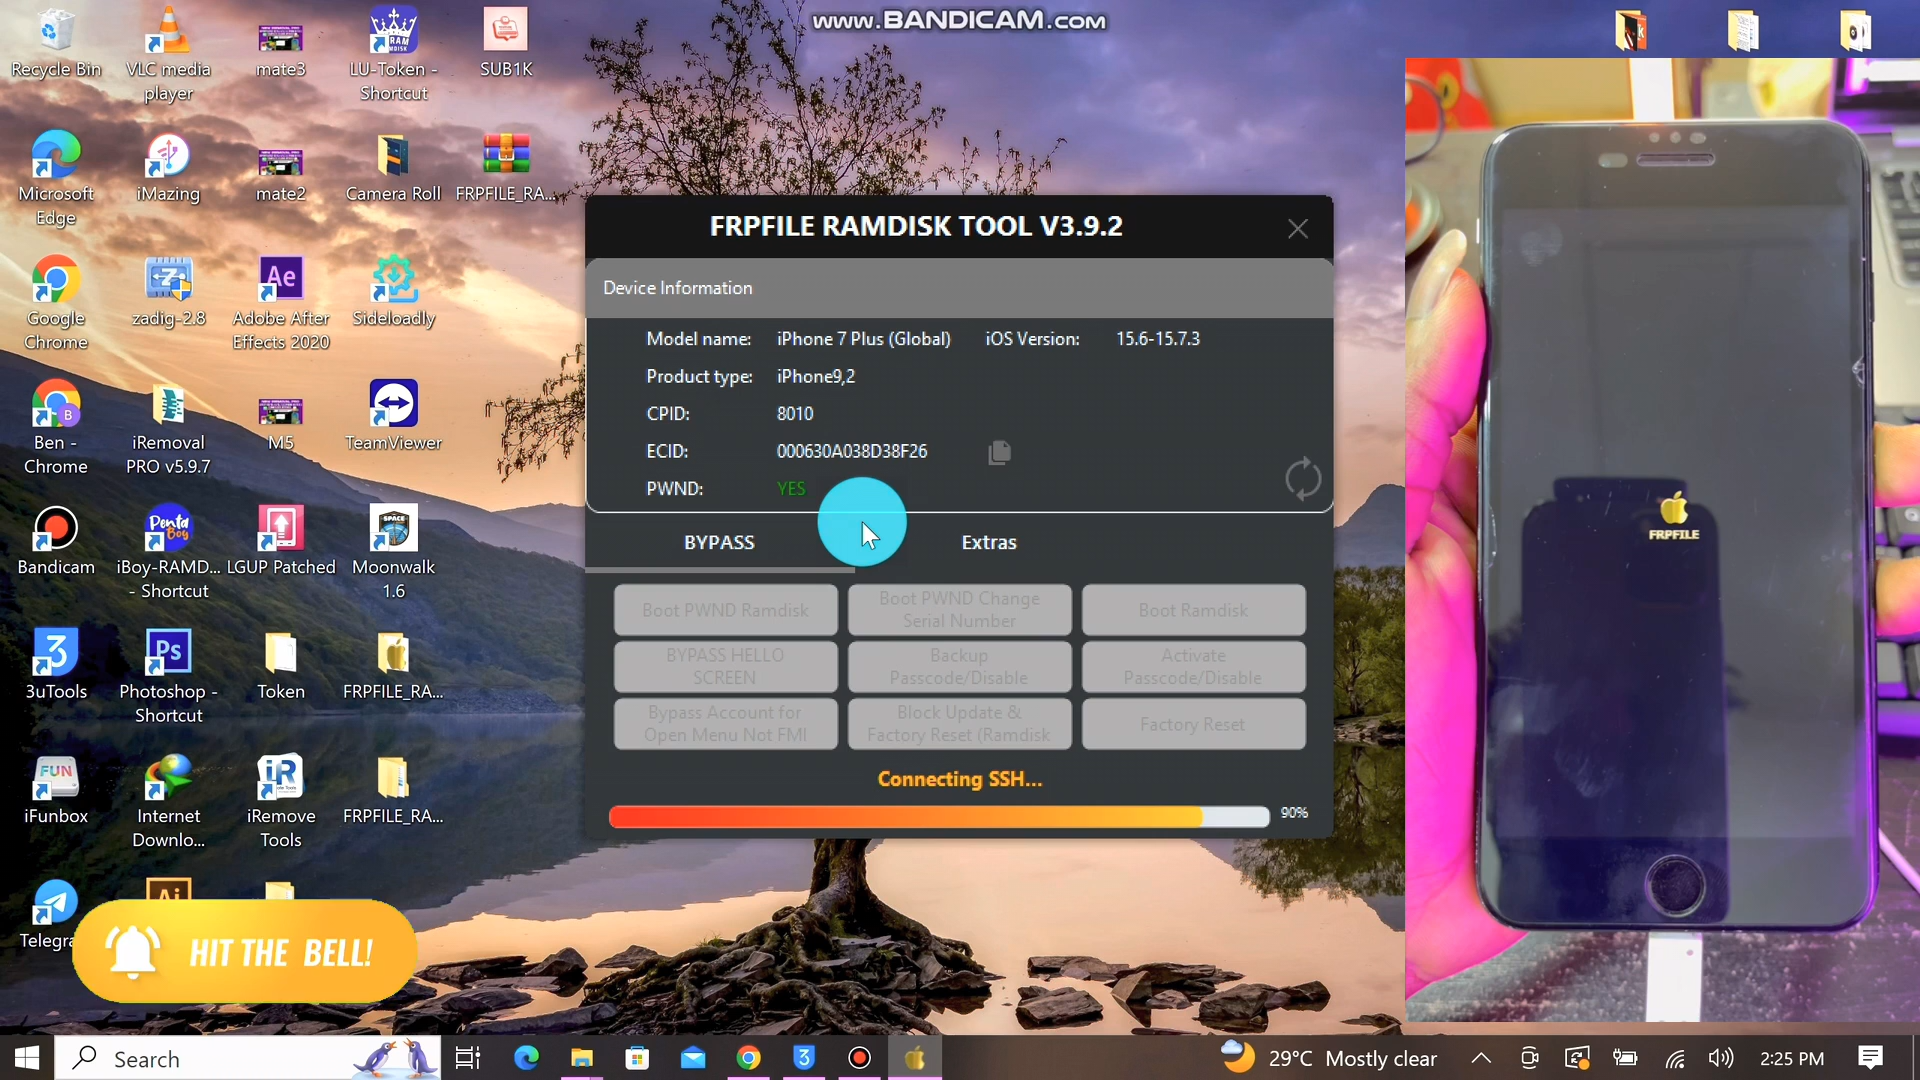 www.BANDICAM.com
Recycle Bin
VLC media
player
mate3
LU-Token -
Shortcut
SUB1K
Microsoft
Edge
iMazing
mate2
Camera Roll
FRPFILE_RA...
Google
Chrome
zadig-2.8
Adobe After
Effects 2020
Sideloadly
Ben -
Chrome
iRemoval
PRO v5.9.7
M5
TeamViewer
Bandicam
iBoy-RAMD...
- Shortcut
LGUP Patched
Moonwalk
1.6
3uTools
Photoshop -
Shortcut
Token
FRPFILE_RA...
iFunbox
Internet
Downlo...
iRemove
Tools
FRPFILE_RA...
Telegra
HIT THE BELL!
FRPFILE RAMDISK TOOL V3.9.2
Device Information
Model name: iPhone 7 Plus (Global) iOS Version: 15.6-15.7.3
Product type: iPhone9,2
CPID: 8010
ECID: 000630A038D38F26
PWND: YES
BYPASS Extras
Boot PWND Ramdisk
Boot PWND Change
Serial Number
Boot Ramdisk
BYPASS HELLO
SCREEN
Backup
Passcode/Disable
Activate
Passcode/Disable
Bypass Account for
Open Menu Not FMI
Block Update &
Factory Reset (Ramdisk
Factory Reset
Connecting SSH...
90%
FRPFILE
Search
29°C Mostly clear
2:25 PM